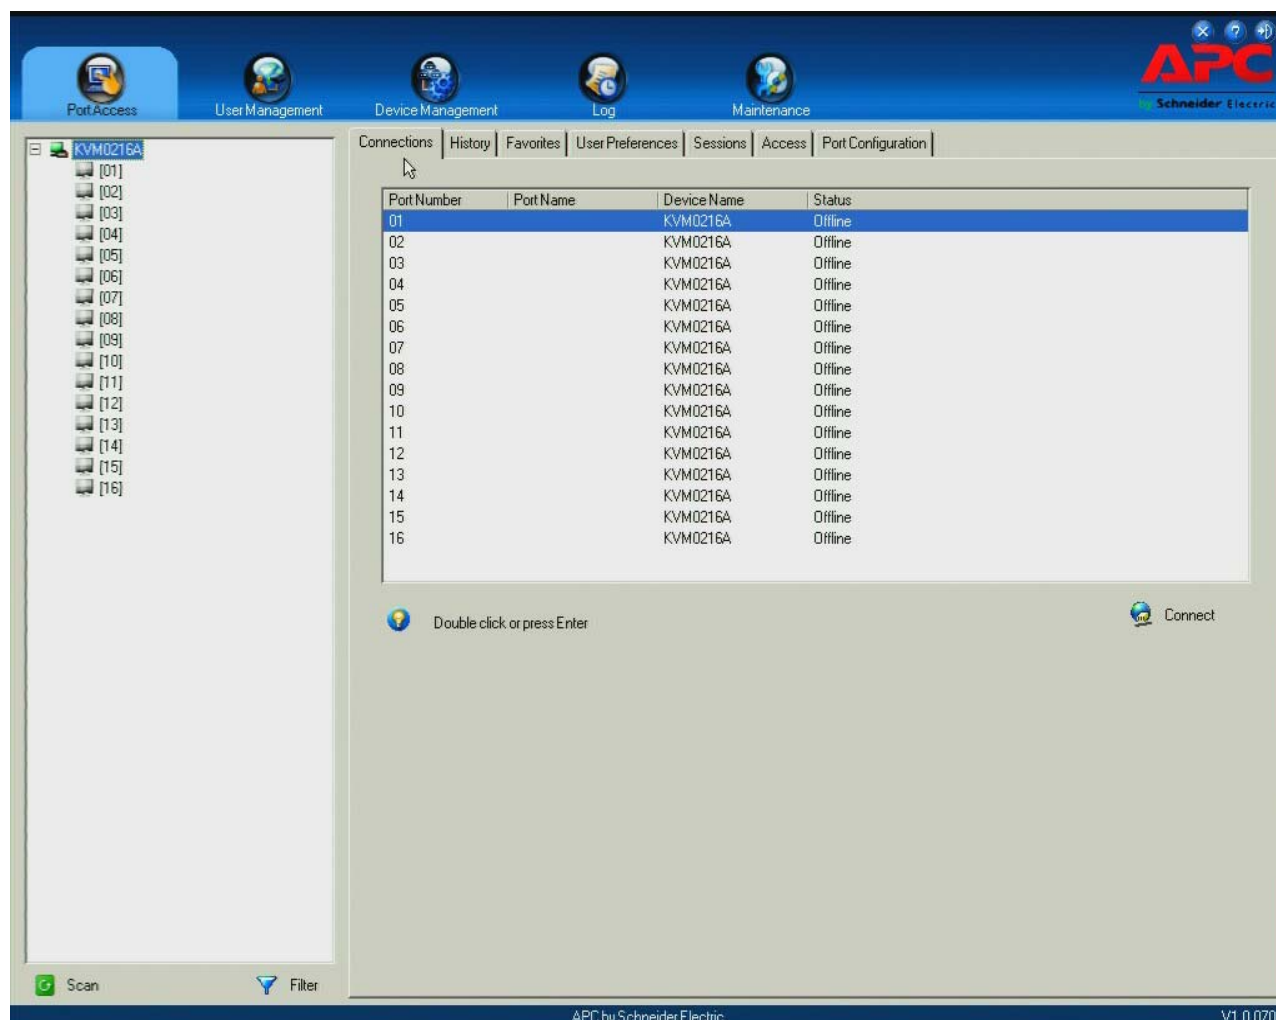 APC
by Schneider Electric
Port Access User Management Device Management Log Maintenance
KVM0216A
[01]
[02]
[03]
[04]
[05]
[06]
[07]
[08]
[09]
[10]
[11]
[12]
[13]
[14]
[15]
[16]
Scan Filter
Connections History Favorites User Preferences Sessions Access Port Configuration
Port Number Port Name Device Name Status
01 KVM0216A Offline
02 KVM0216A Offline
03 KVM0216A Offline
04 KVM0216A Offline
05 KVM0216A Offline
06 KVM0216A Offline
07 KVM0216A Offline
08 KVM0216A Offline
09 KVM0216A Offline
10 KVM0216A Offline
11 KVM0216A Offline
12 KVM0216A Offline
13 KVM0216A Offline
14 KVM0216A Offline
15 KVM0216A Offline
16 KVM0216A Offline
Double click or press Enter Connect
APC by Schneider Electric V1.0.070